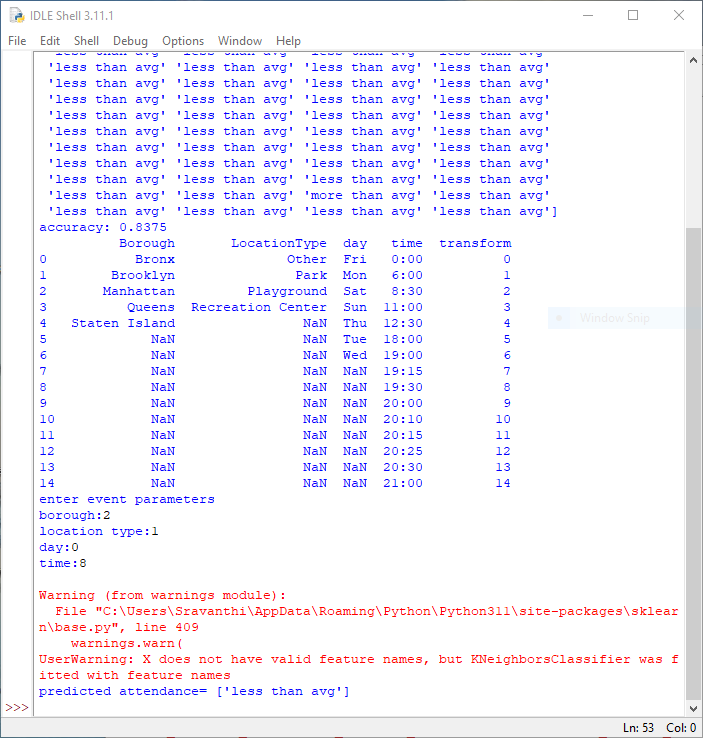 IDLE Shell 3.11.1
File Edit Shell Debug Options Window Help
'less than avg' 'less than avg' 'less than avg' 'less than avg'
'less than avg' 'less than avg' 'less than avg' 'less than avg'
'less than avg' 'less than avg' 'less than avg' 'less than avg'
'less than avg' 'less than avg' 'less than avg' 'less than avg'
'less than avg' 'less than avg' 'less than avg' 'less than avg'
'less than avg' 'less than avg' 'less than avg' 'less than avg'
'less than avg' 'less than avg' 'less than avg' 'less than avg'
'less than avg' 'less than avg' 'less than avg' 'less than avg'
'less than avg' 'less than avg' 'less than avg' 'less than avg'
'less than avg' 'less than avg' 'more than avg' 'less than avg'
'less than avg' 'less than avg' 'less than avg' 'less than avg']
accuracy: 0.8375
Borough LocationType day time transform
0 Bronx Other Fri 0:00 0
1 Brooklyn Park Mon 6:00 1
2 Manhattan Playground Sat 8:30 2
3 Queens Recreation Center Sun 11:00 3
4 Staten Island NaN Thu 12:30 4
5 NaN NaN Tue 18:00 5
6 NaN NaN Wed 19:00 6
7 NaN NaN NaN 19:15 7
8 NaN NaN NaN 19:30 8
9 NaN NaN NaN 20:00 9
10 NaN NaN NaN 20:10 10
11 NaN NaN NaN 20:15 11
12 NaN NaN NaN 20:25 12
13 NaN NaN NaN 20:30 13
14 NaN NaN NaN 21:00 14
Window Snip
enter event parameters
borough:2
location type:1
day:0
time:8
Warning (from warnings module):
File "C:\Users\Sravanthi\AppData\Roaming\Python\Python311\site-packages\sklear
n\base.py", line 409
warnings.warn(
UserWarning: X does not have valid feature names, but KNeighborsClassifier was f
itted with feature names
predicted attendance= ['less than avg']
>>>
Ln: 53 Col: 0